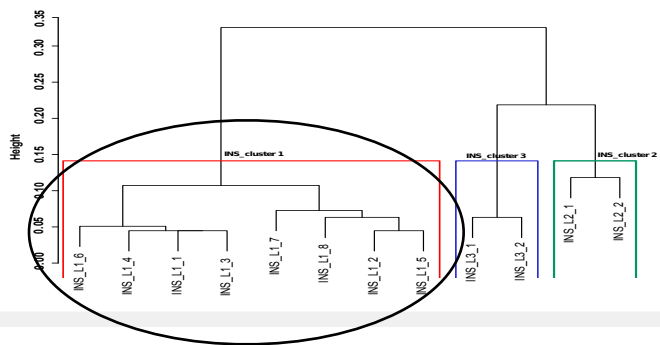 0.35
0.30
0.25
0.20
0.15
0.10
0.05
0.00
Height
INS_cluster 1
INS_cluster 3
INS_cluster 2
INS_L1_6
INS_L1_4
INS_L1_1
INS_L1_3
INS_L1_7
INS_L1_8
INS_L1_2
INS_L1_5
INS_L3_1
INS_L3_2
INS_L2_1
INS_L2_2